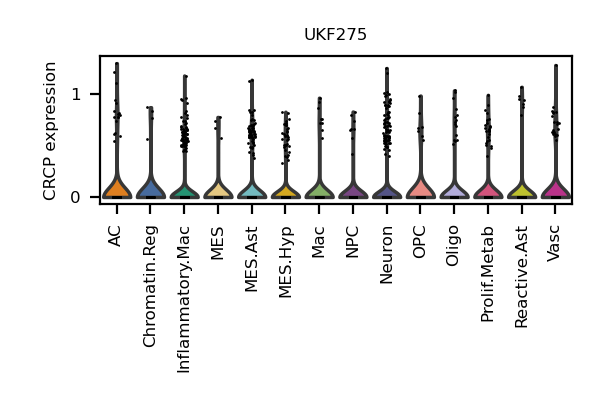 UKF275
CRCP expression
1
0
AC
Chromatin.Reg
Inflammatory.Mac
MES
MES.Ast
MES.Hyp
Mac
NPC
Neuron
OPC
Oligo
Prolif.Metab
Reactive.Ast
Vasc